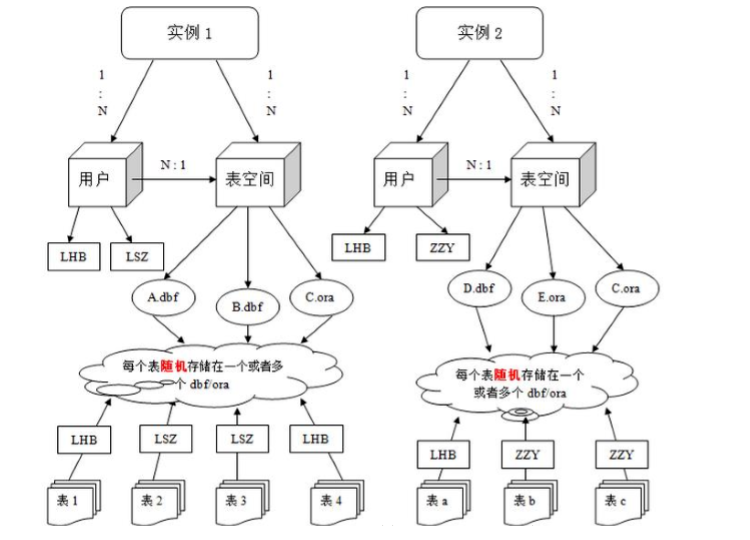 实例 1
实例 2
1
:
N
1
:
N
1
:
N
1
:
N
用户
N : 1
表空间
用户
N : 1
表空间
LHB
LSZ
LHB
ZZY
A.dbf
B.dbf
C.ora
D.dbf
E.ora
C.ora
每个表随机存储在一个或者多
个 dbf/ora
每个表随机存储在一个
或者多个 dbf/ora
LHB
LSZ
LSZ
LHB
LHB
ZZY
ZZY
表 1
表 2
表 3
表 4
表 a
表 b
表 c